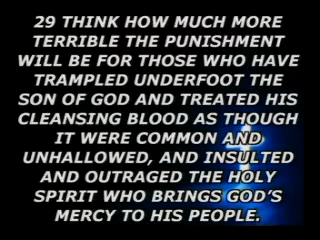 29 THINK HOW MUCH MORE
TERRIBLE THE PUNISHMENT
WILL BE FOR THOSE WHO HAVE
TRAMPLED UNDERFOOT THE
SON OF GOD AND TREATED HIS
CLEANSING BLOOD AS THOUGH
IT WERE COMMON AND
UNHALLOWED, AND INSULTED
AND OUTRAGED THE HOLY
SPIRIT WHO BRINGS GOD'S
MERCY TO HIS PEOPLE.